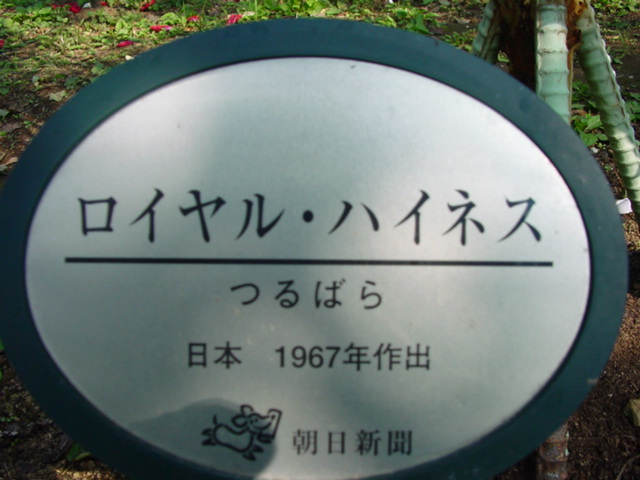 ロイヤル・ハイネス
つるばら
日本 1967年作出
朝日新聞